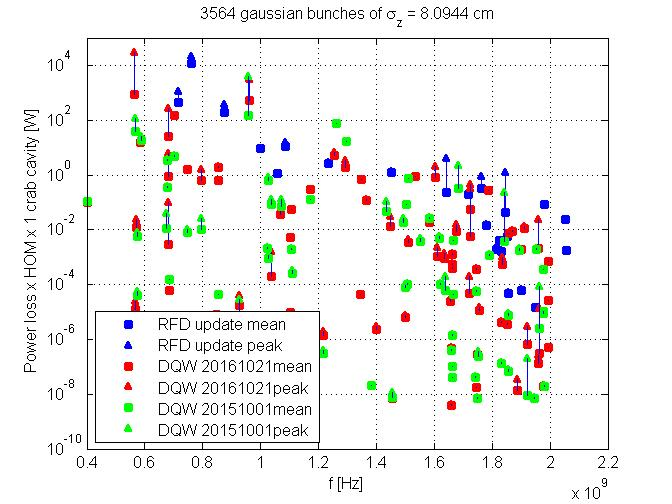 3564 gaussian bunches of σz = 8.0944 cm
Power loss x HOM x 1 crab cavity [W]
10^4
10^2
10^0
10^-2
10^-4
10^-6
10^-8
10^-10
RFD update mean
RFD update peak
DQW 20161021mean
DQW 20161021peak
DQW 20151001mean
DQW 20151001peak
0.4 0.6 0.8 1 1.2 1.4 1.6 1.8 2 2.2
f [Hz]
x 10^9